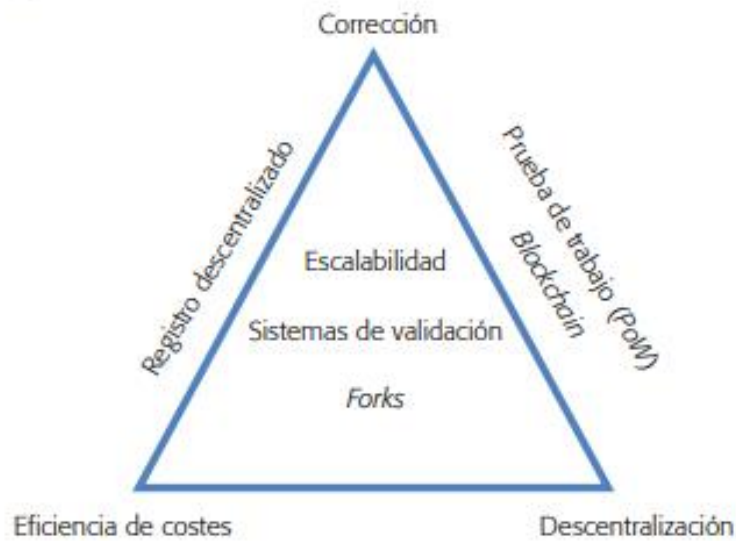 Corrección
Registro descentralizado
Prueba de trabajo (PoW)
Blockchain
Escalabilidad
Sistemas de validación
Forks
Eficiencia de costes
Descentralización